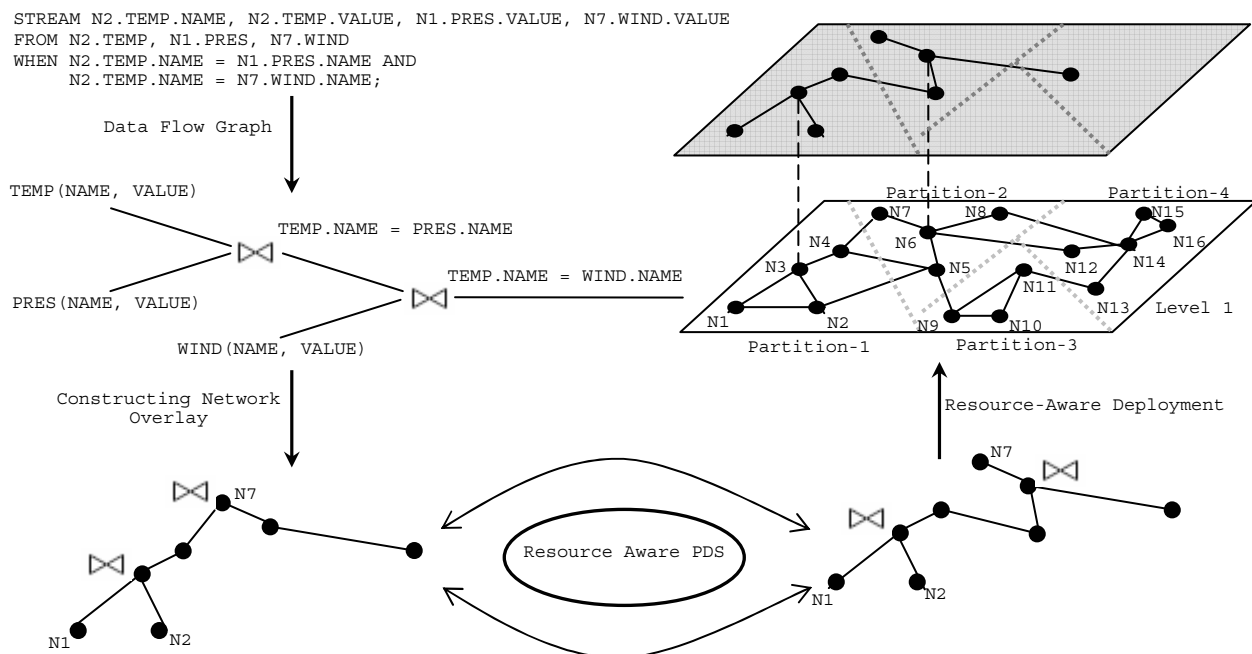 STREAM N2.TEMP.NAME, N2.TEMP.VALUE, N1.PRES.VALUE, N7.WIND.VALUE
FROM N2.TEMP, N1.PRES, N7.WIND
WHEN N2.TEMP.NAME = N1.PRES.NAME AND
N2.TEMP.NAME = N7.WIND.NAME;
Data Flow Graph
TEMP(NAME, VALUE)
TEMP.NAME = PRES.NAME
TEMP.NAME = WIND.NAME
PRES(NAME, VALUE)
WIND(NAME, VALUE)
Constructing Network
Overlay
N7
N1
N2
Resource Aware PDS
Partition-2
Partition-4
N7
N8
N15
N6
N16
N4
N3
N5
N12
N14
N11
N13
N1
N2
N9
N10
Level 1
Partition-1
Partition-3
Resource-Aware Deployment
N7
N1
N2